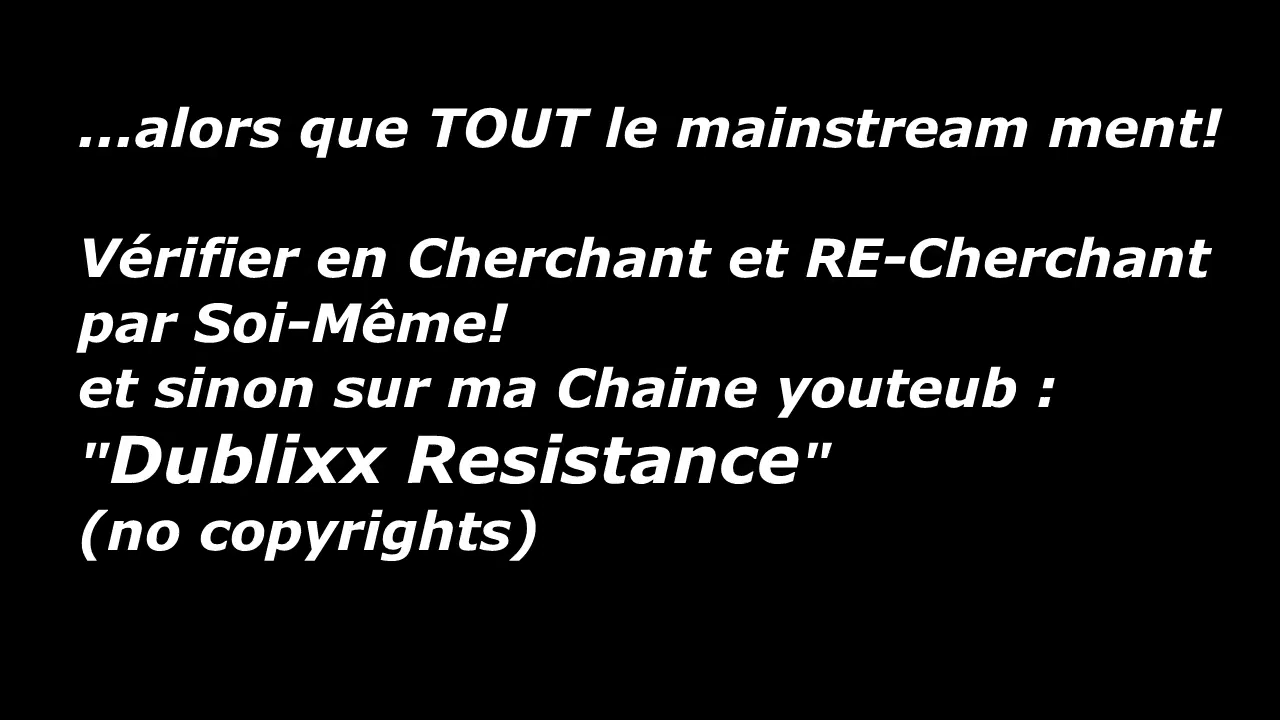 ...alors que TOUT le mainstream ment!
Vérifier en Cherchant et RE-Cherchant
par Soi-Même!
et sinon sur ma Chaine youteub :
"Dublixx Resistance"
(no copyrights)